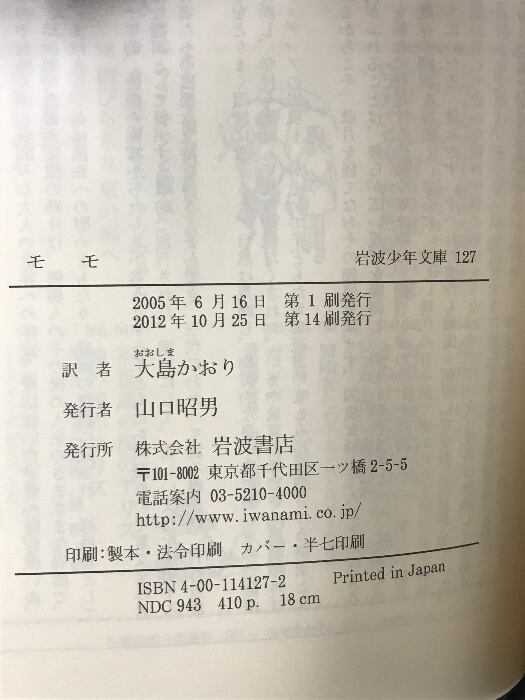 モモ 岩波少年文庫 127
2005年6月16日 第1刷発行
2012年10月25日 第14刷発行
おおしま
訳者 大島かおり
発行者 山口昭男
発行所 株式会社 岩波書店
〒101-8002 東京都千代田区一ツ橋 2-5-5
電話案内 03-5210-4000
http://www.iwanami.co.jp/
印刷:製本・法令印刷 カバー・半七印刷
ISBN 4-00-114127-2 Printed in Japan
NDC 943 410 p. 18 cm